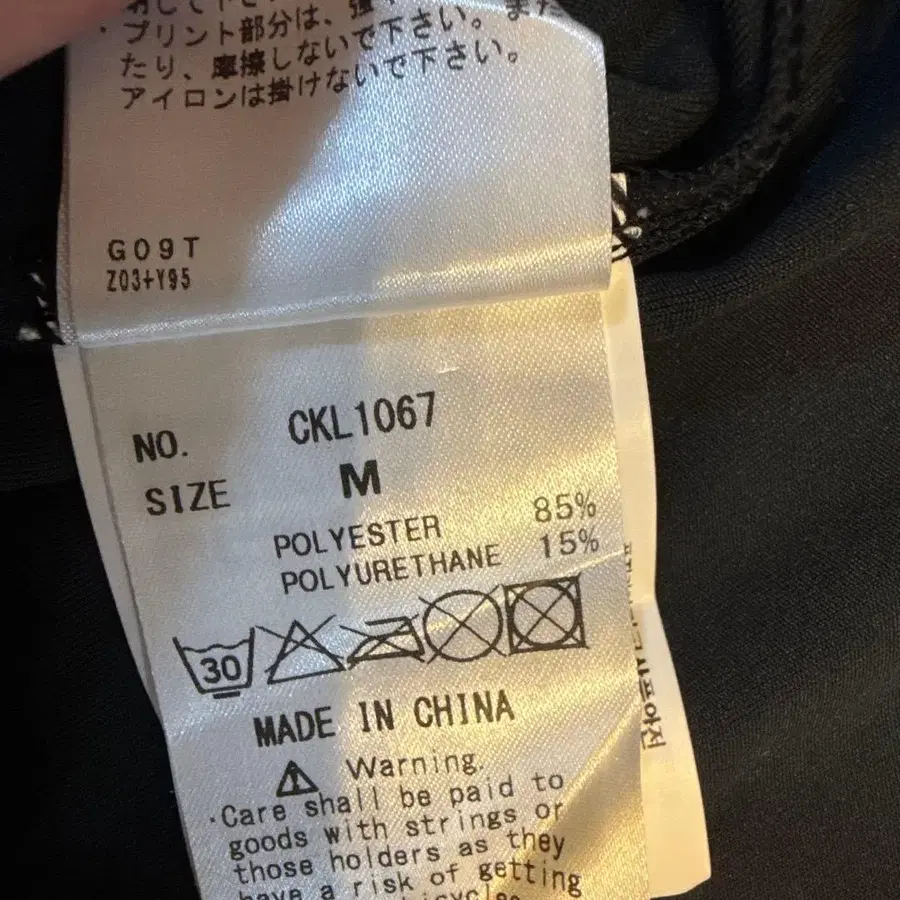 ・プリント部分は、強
たり、摩擦しないで下さい。また
アイロンは掛けないで下さい。
G09T
Z03+Y95
NO. CKL1067
SIZE M
POLYESTER 85%
POLYURETHANE 15%
30
MADE IN CHINA
Warning.
·Care shall be paid to
goods with strings or
those holders as they
have a risk of getting